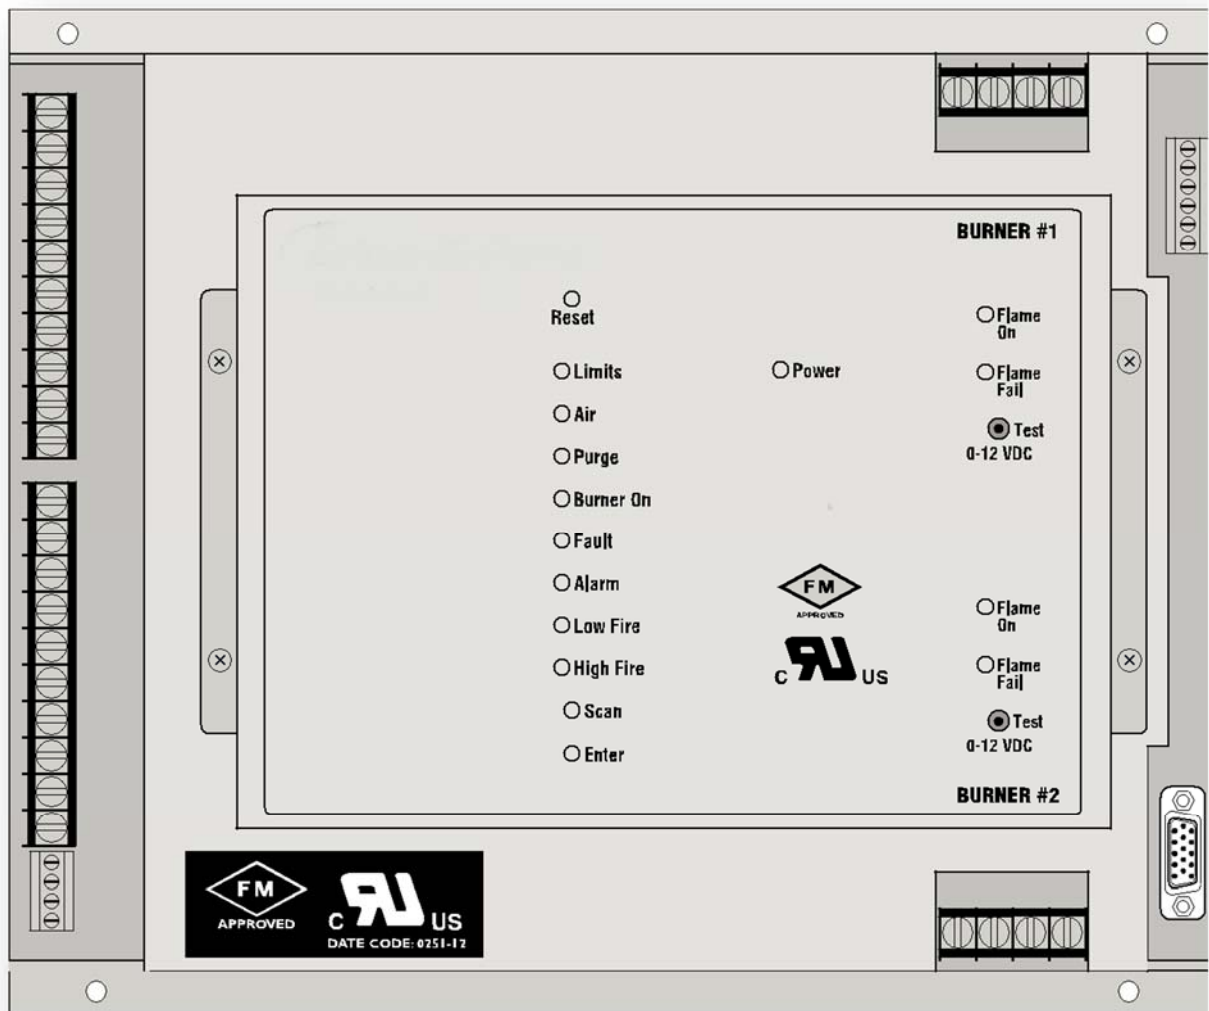 BURNER #1
Reset
Flame
On
Limits
Power
Flame
Fail
Air
Test
0-12 VDC
Purge
Burner On
Fault
Alarm
FM
APPROVED
Flame
On
Low Fire
High Fire
C RU US
Flame
Fail
Scan
Test
0-12 VDC
Enter
BURNER #2
FM
APPROVED
C RU US
DATE CODE: 0251-12